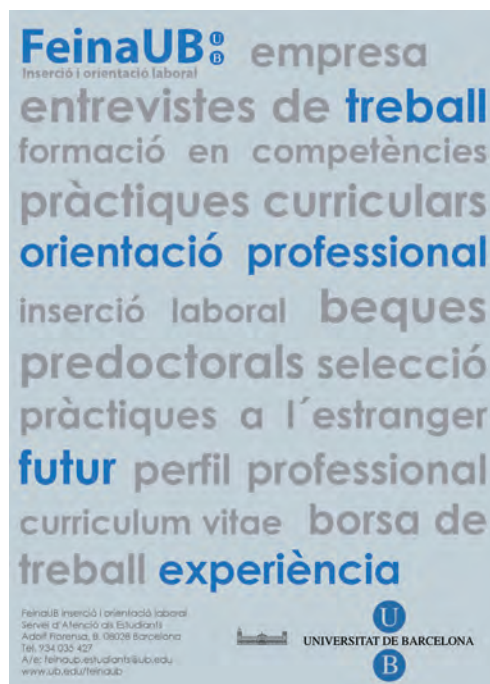 FeinaUB: U B empresa
Inserció i orientació laboral
entrevistes de treball
formació en competències
pràctiques curriculars
orientació professional
inserció laboral beques
predoctorals selecció
pràctiques a l´estranger
futur perfil professional
curriculum vitae borsa de
treball experiència
FeinaUB inserció i orientació laboral
Servei d'Atenció als Estudiants
Adolf Florensa, 8, 08028 Barcelona
Tel. 934 035 427
A/e: feinaub.estudiants@ub.edu
www.ub.edu/feinaub
U
UNIVERSITAT DE BARCELONA
B